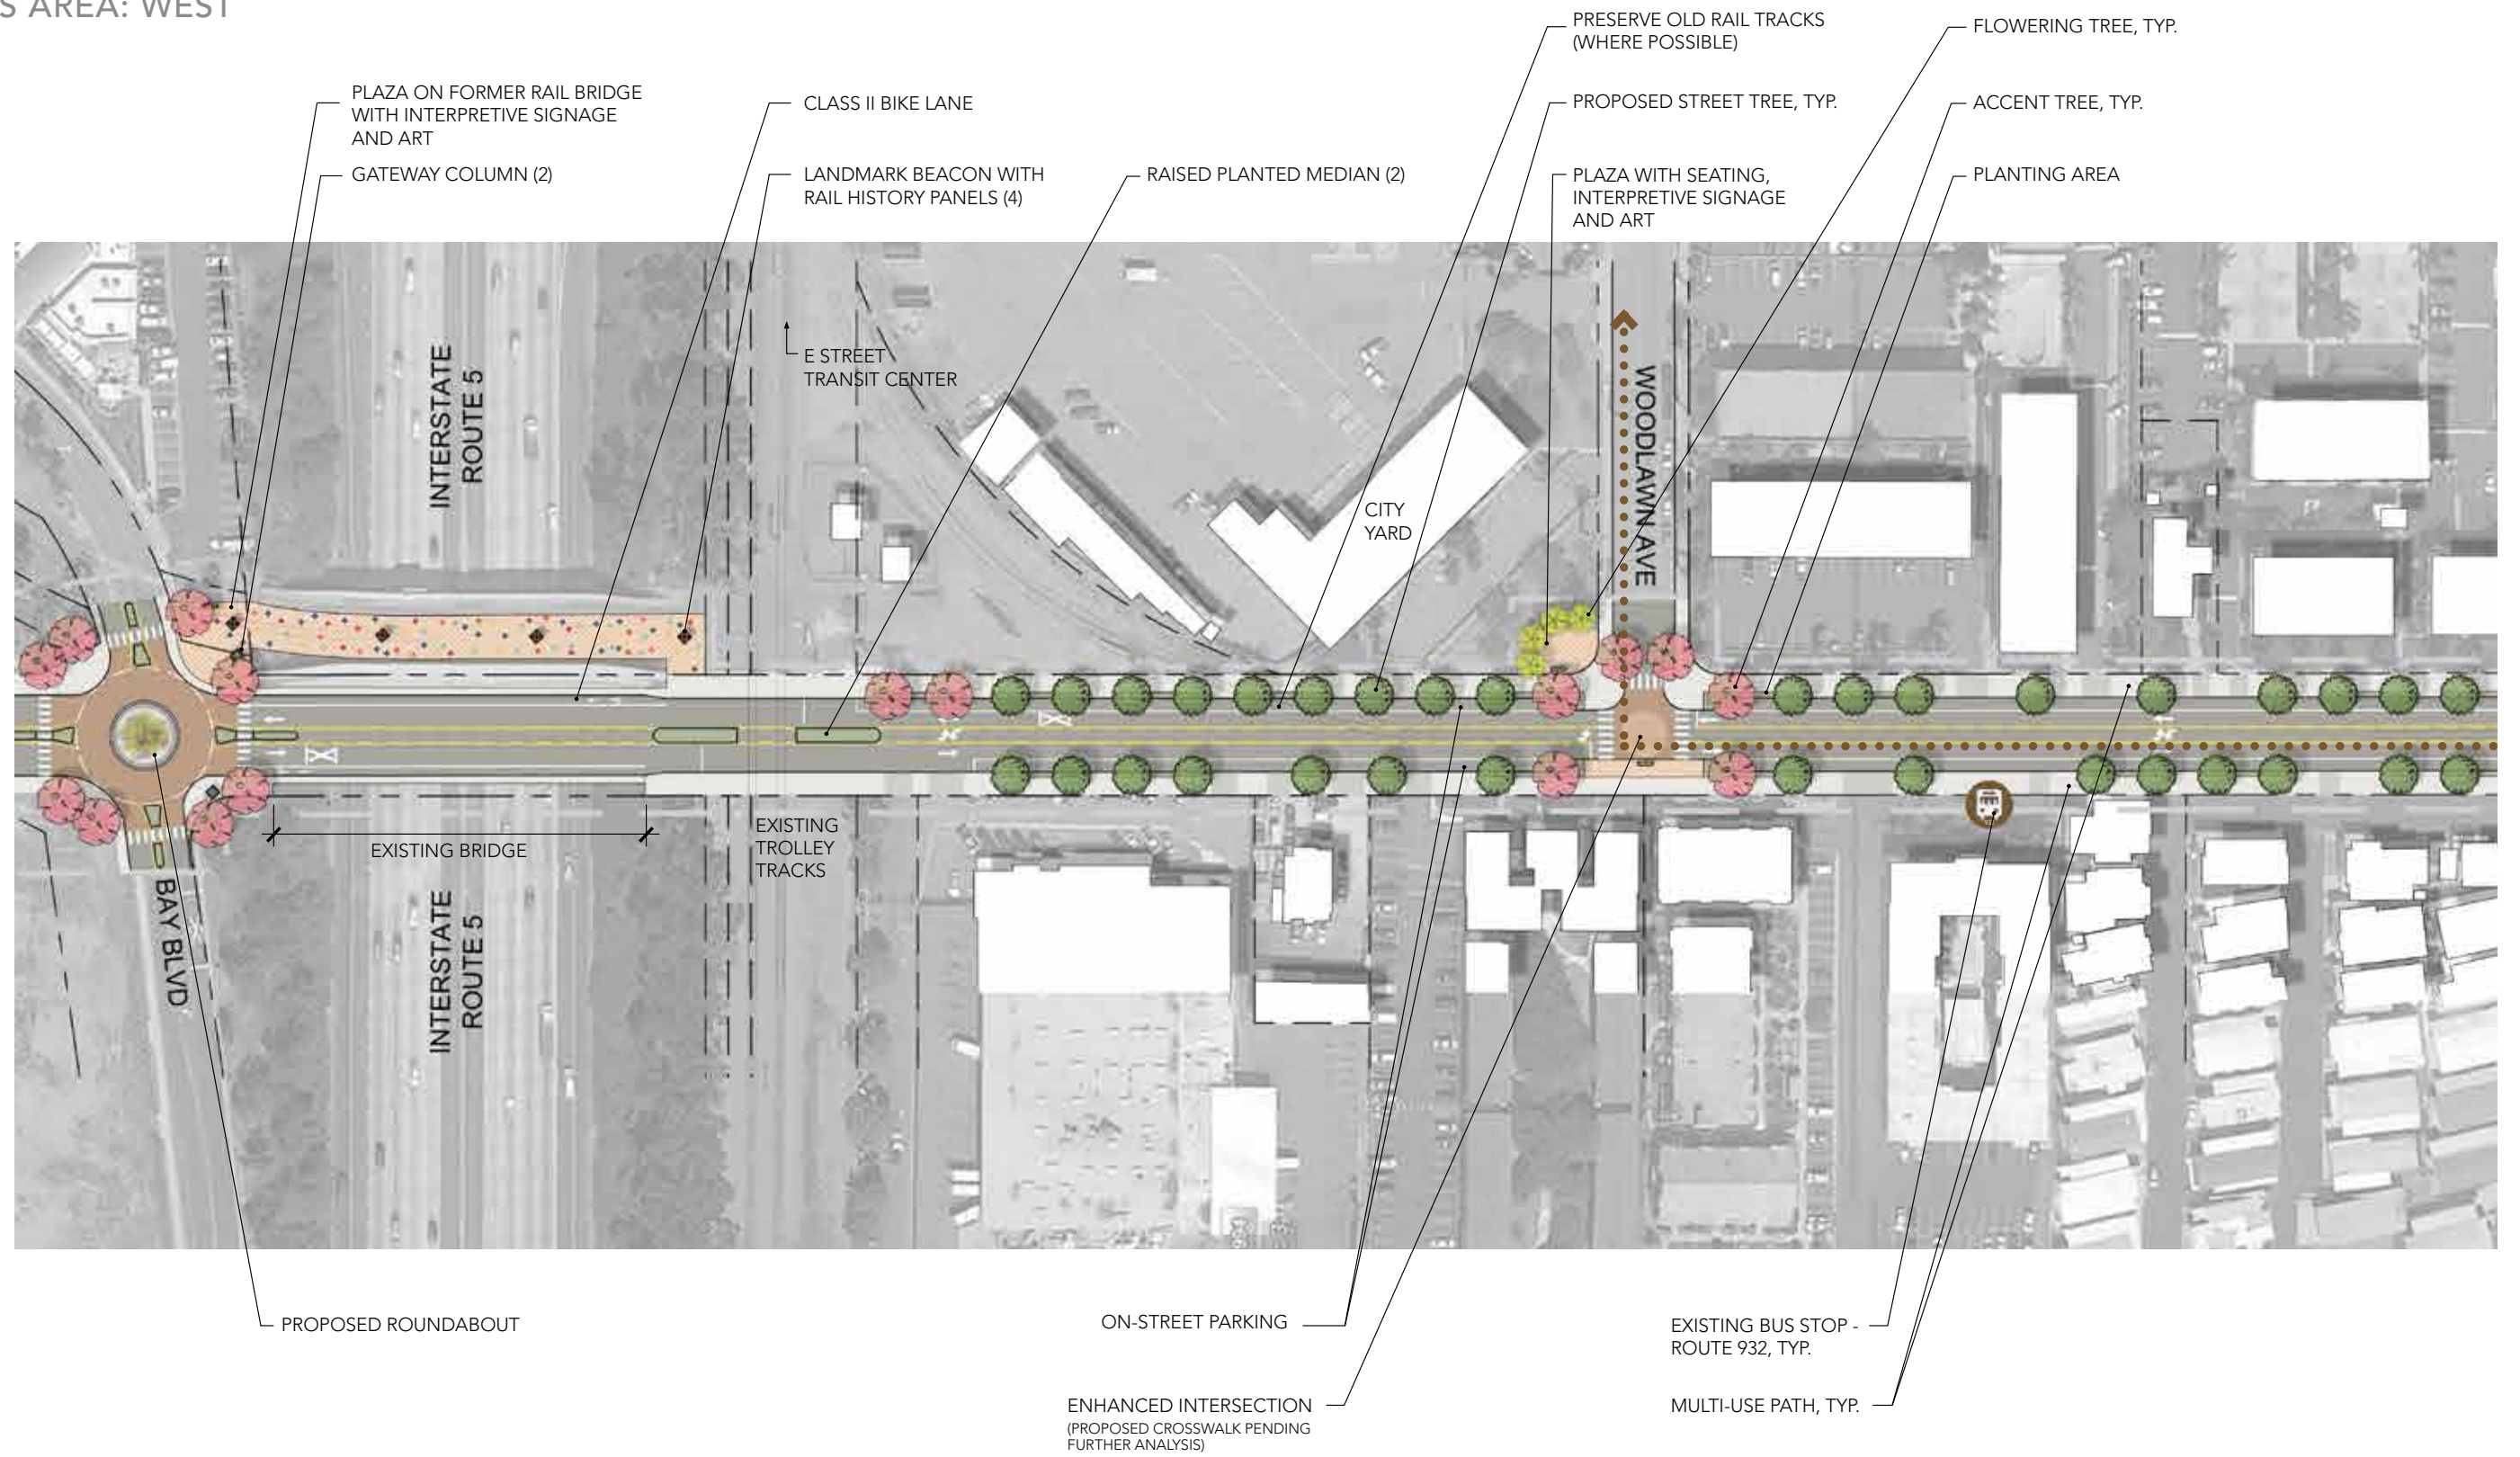 S AREA: WEST
PRESERVE OLD RAIL TRACKS
(WHERE POSSIBLE)
FLOWERING TREE, TYP.
PLAZA ON FORMER RAIL BRIDGE
WITH INTERPRETIVE SIGNAGE
AND ART
CLASS II BIKE LANE
PROPOSED STREET TREE, TYP.
ACCENT TREE, TYP.
GATEWAY COLUMN (2)
LANDMARK BEACON WITH
RAIL HISTORY PANELS (4)
RAISED PLANTED MEDIAN (2)
PLAZA WITH SEATING,
INTERPRETIVE SIGNAGE
AND ART
PLANTING AREA
INTERSTATE
ROUTE 5
E STREET
TRANSIT CENTER
WOODLAWN AVE
CITY
YARD
EXISTING BRIDGE
EXISTING
TROLLEY
TRACKS
BAY BLVD
INTERSTATE
ROUTE 5
PROPOSED ROUNDABOUT
ON-STREET PARKING
EXISTING BUS STOP -
ROUTE 932, TYP.
ENHANCED INTERSECTION
(PROPOSED CROSSWALK PENDING
FURTHER ANALYSIS)
MULTI-USE PATH, TYP.